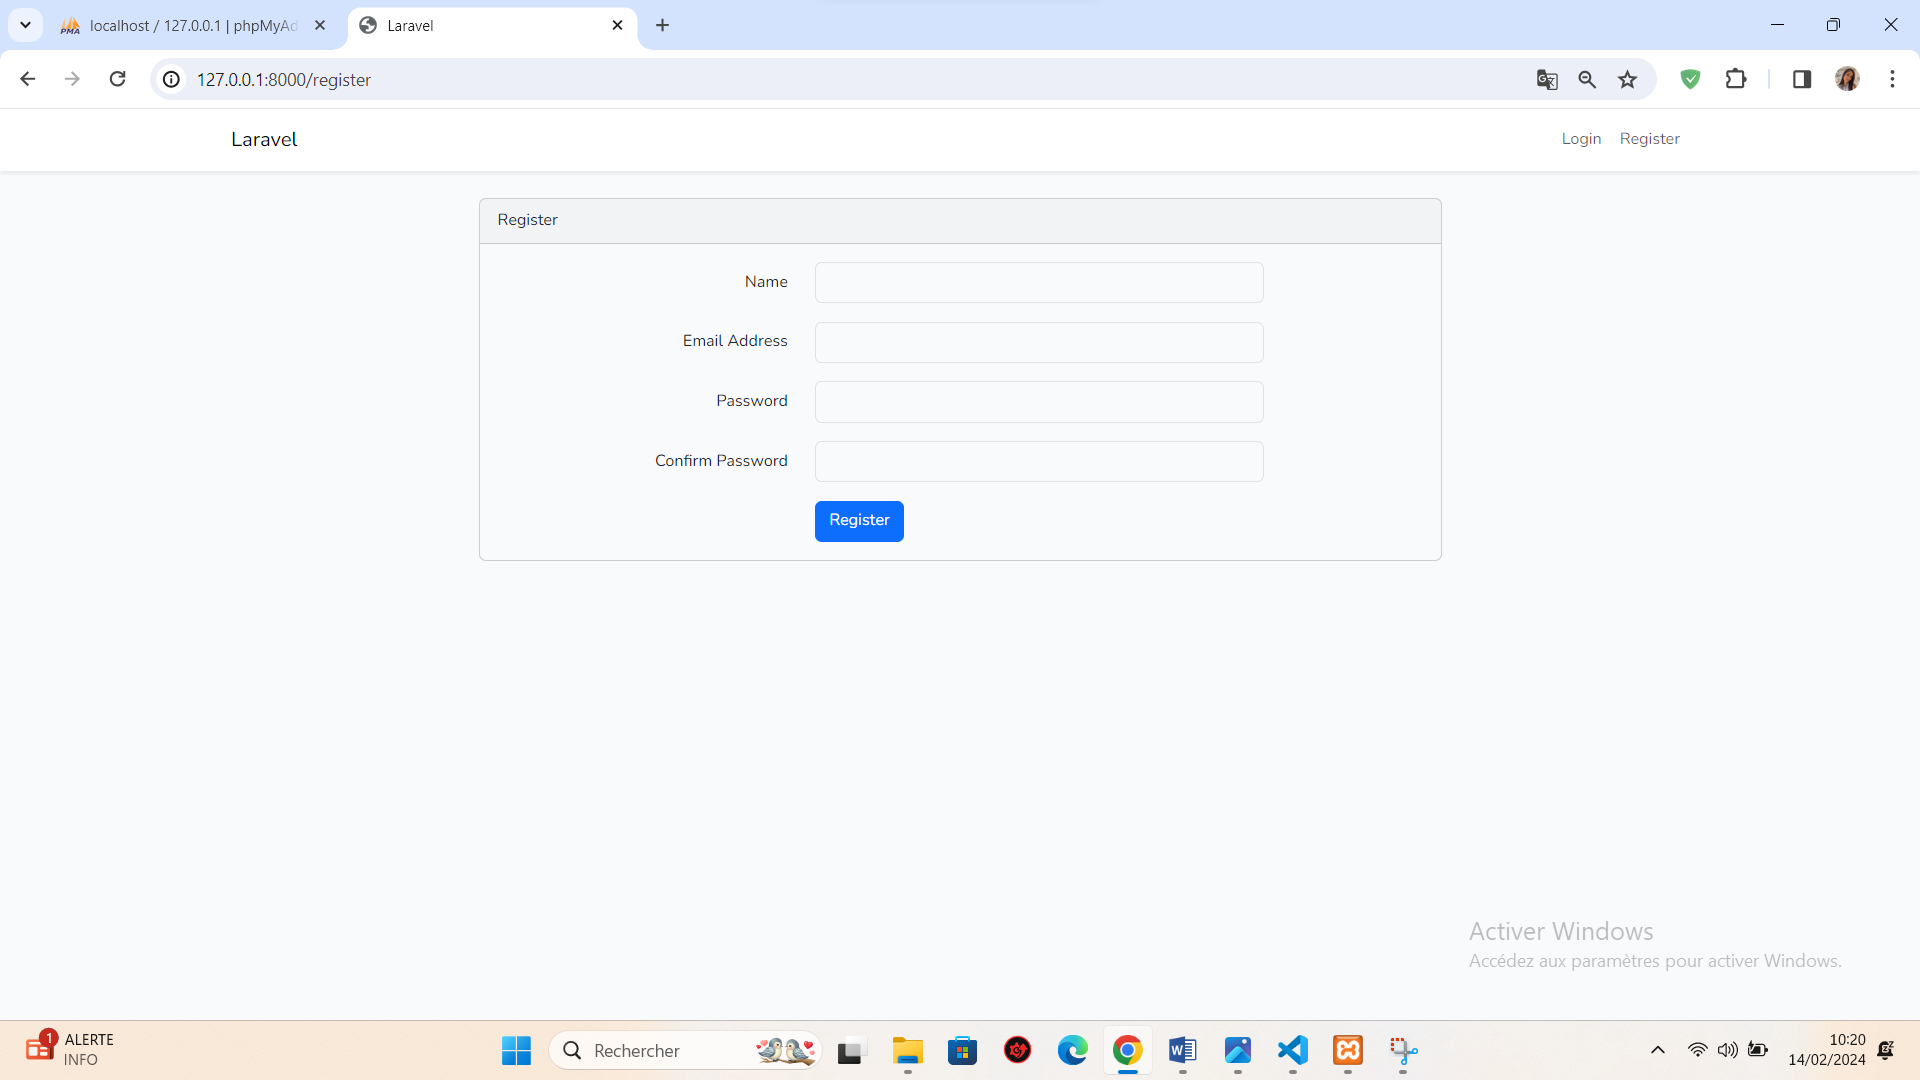 localhost / 127.0.0.1 | phpMyAd
Laravel
127.0.0.1:8000/register
Laravel
Login Register
Register
Name
Email Address
Password
Confirm Password
Register
Activer Windows
Accédez aux paramètres pour activer Windows.
1
ALERTE
INFO
Rechercher
10:20
14/02/2024